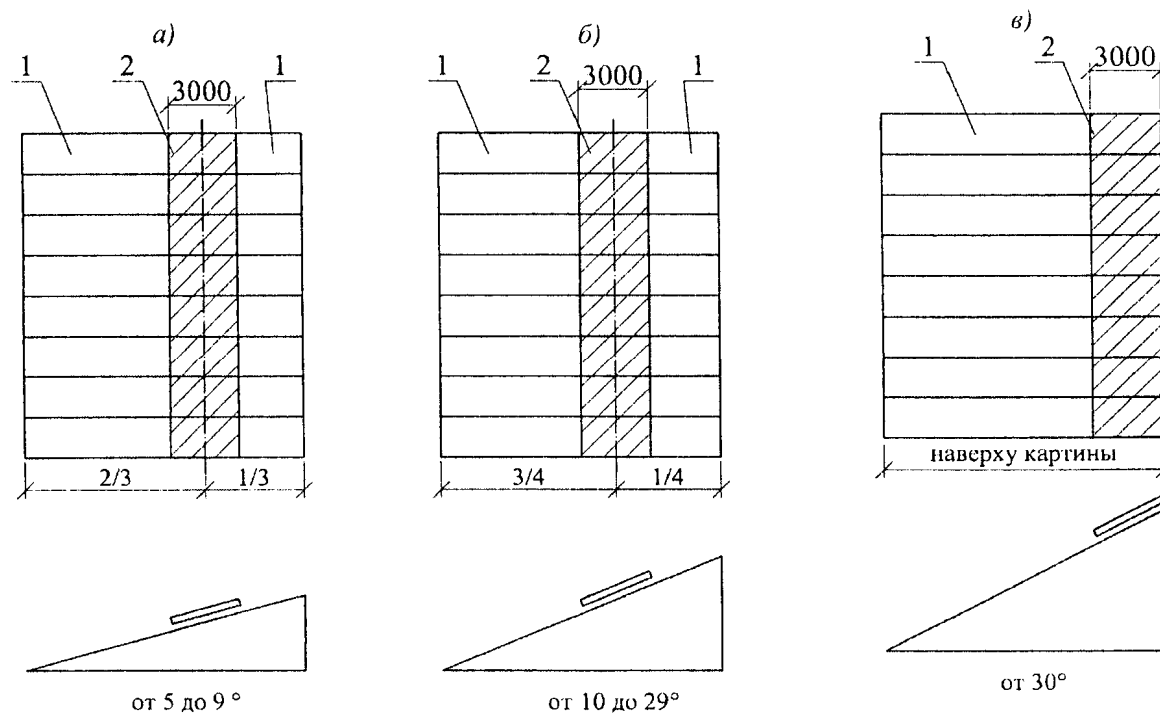 а)
б)
в)
1 2 3000 1
1 2 3000 1
1 2 3000
2/3 1/3
3/4 1/4
наверху картины
от 5 до 9 °
от 10 до 29°
от 30°